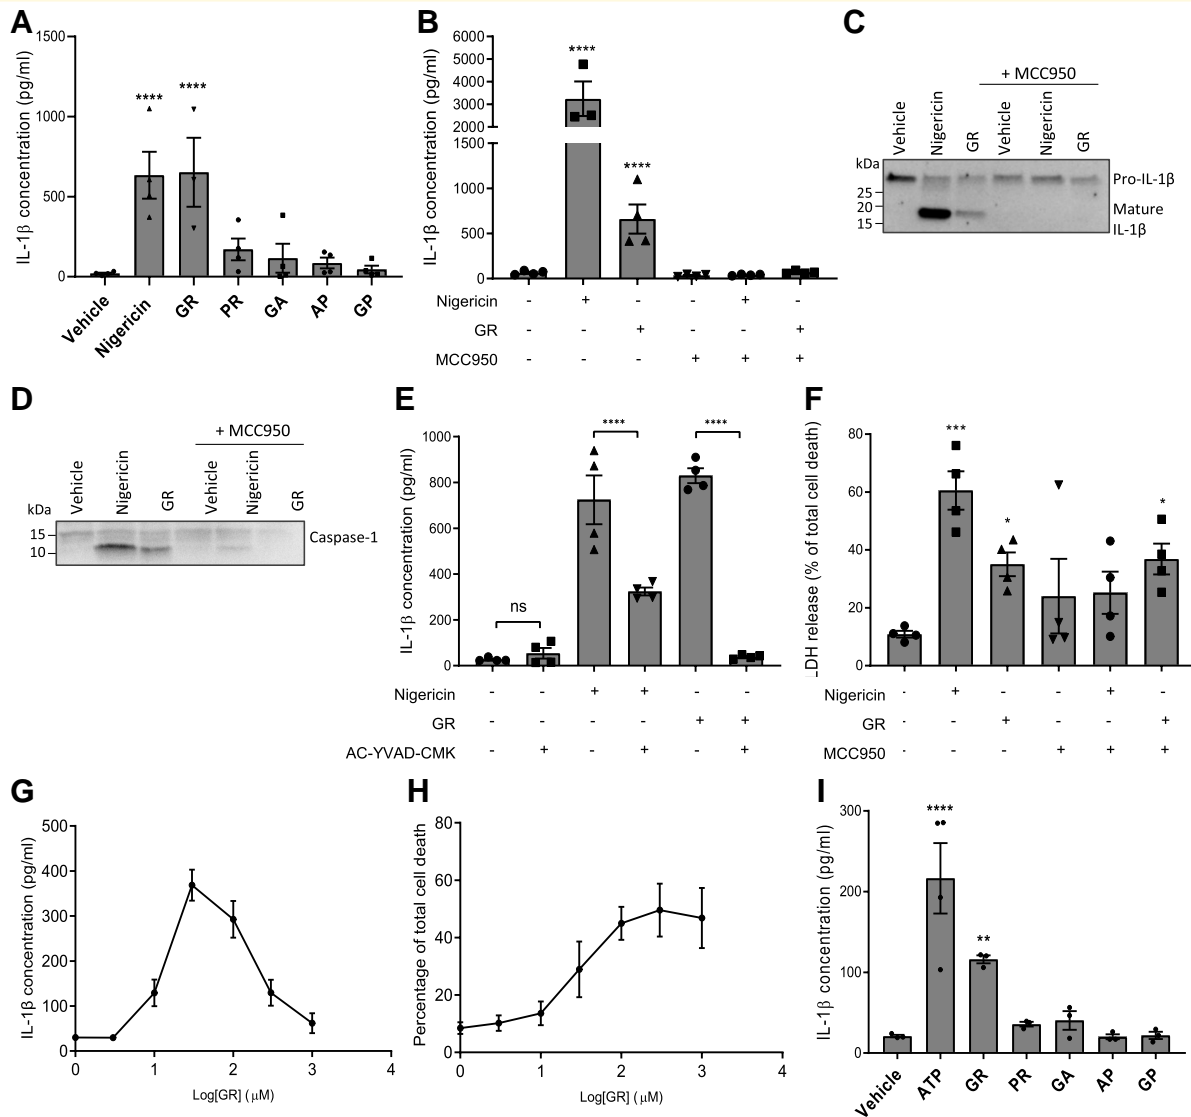 A
IL-1β concentration (pg/ml)
1500
1000
500
0
****
****
Vehicle
Nigericin
GR
PR
GA
AP
GP
B
IL-1β concentration (pg/ml)
6000
5000
4000
3000
2000
1500
1000
500
0
****
****
Nigericin - + - - + -
GR - - + - - +
MCC950 - - - + + +
C
+ MCC950
Vehicle
Nigericin
GR
Vehicle
Nigericin
GR
kDa
25
20
15
Pro-IL-1β
Mature
IL-1β
D
+ MCC950
Vehicle
Nigericin
GR
Vehicle
Nigericin
GR
kDa
15
10
Caspase-1
E
IL-1β concentration (pg/ml)
1000
800
600
400
200
0
ns
****
****
Nigericin - - + + - -
GR - - - - + +
AC-YVAD-CMK - + - + - +
F
LDH release (% of total cell death)
80
60
40
20
0
***
*
*
Nigericin - + - - + -
GR - - + - - +
MCC950 - - - + + +
G
IL-1β concentration (pg/ml)
500
400
300
200
100
0
0 1 2 3 4
Log[GR] (μM)
H
Percentage of total cell death
80
60
40
20
0
0 1 2 3 4
Log[GR] (μM)
I
IL-1β concentration (pg/ml)
300
200
100
0
****
**
Vehicle
ATP
GR
PR
GA
AP
GP